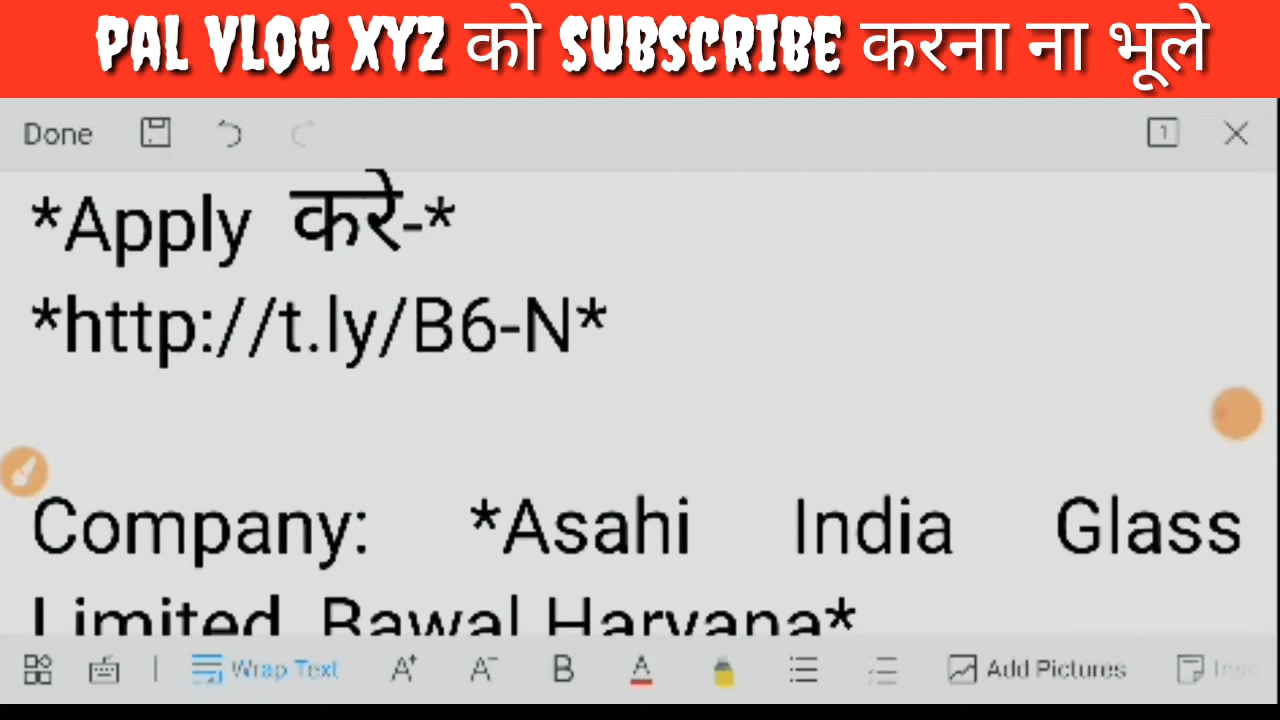 PAL VLOG XYZ को SUBSCRIBE करना ना भूले
Done 1
*Apply करे-*
*http://t.ly/B6-N*
Company: *Asahi India Glass
Limited Bawal Haryana*
Wrap Text A+ A- B A Add Pictures